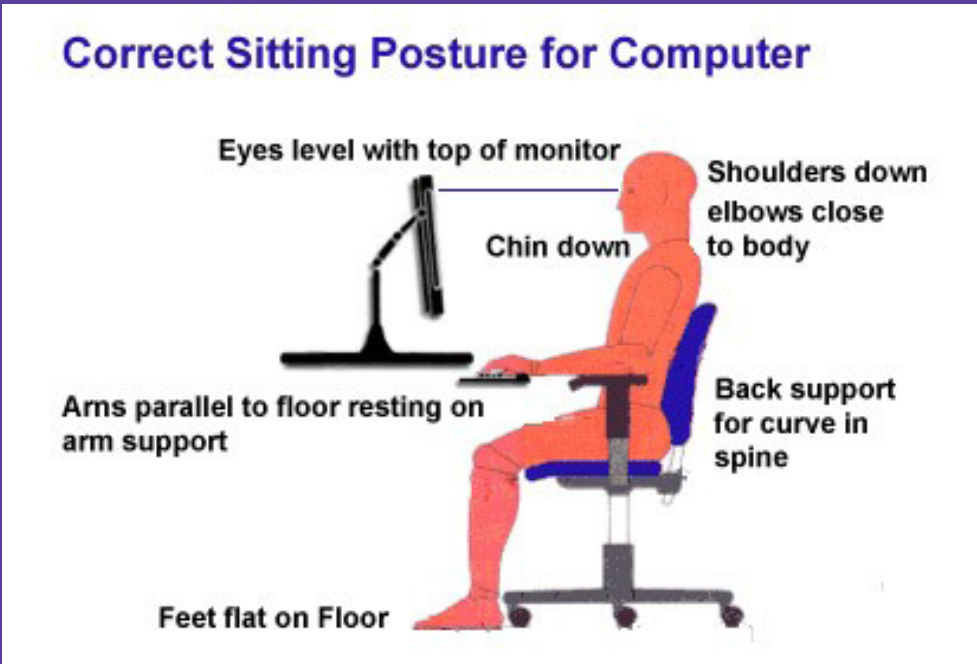 Correct Sitting Posture for Computer
Eyes level with top of monitor
Shoulders down
elbows close
to body
Chin down
Arns parallel to floor resting on
arm support
Back support
for curve in
spine
Feet flat on Floor